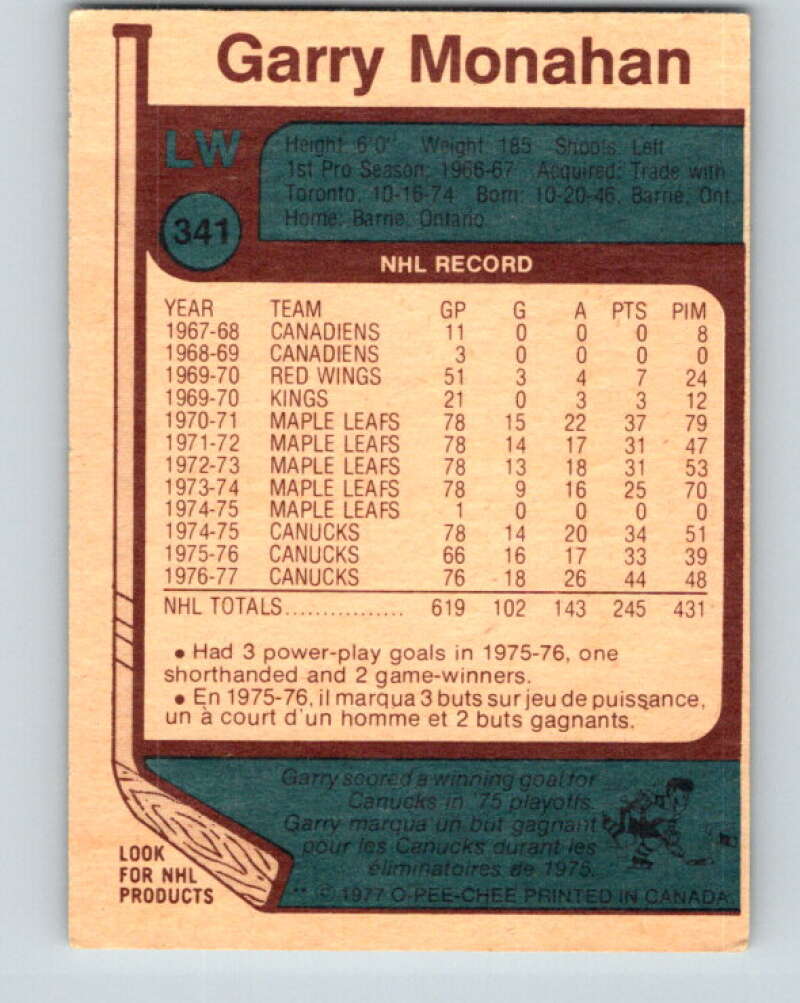 Garry Monahan
LW
Height: 6'0" Weight: 185 Shoots: Left
1st Pro Season: 1966-67 Acquired: Trade with
Toronto, 10-16-74 Born: 10-20-46, Barrie, Ont.
Home: Barrie, Ontario
341
NHL RECORD
YEAR TEAM GP G A PTS PIM
1967-68 CANADIENS 11 0 0 0 8
1968-69 CANADIENS 3 0 0 0 0
1969-70 RED WINGS 51 3 4 7 24
1969-70 KINGS 21 0 3 3 12
1970-71 MAPLE LEAFS 78 15 22 37 79
1971-72 MAPLE LEAFS 78 14 17 31 47
1972-73 MAPLE LEAFS 78 13 18 31 53
1973-74 MAPLE LEAFS 78 9 16 25 70
1974-75 MAPLE LEAFS 1 0 0 0 0
1974-75 CANUCKS 78 14 20 34 51
1975-76 CANUCKS 66 16 17 33 39
1976-77 CANUCKS 76 18 26 44 48
NHL TOTALS................ 619 102 143 245 431
• Had 3 power-play goals in 1975-76, one
shorthanded and 2 game-winners.
• En 1975-76, il marqua 3 buts sur jeu de puissance,
un à court d'un homme et 2 buts gagnants.
Garry scored a winning goal for
Canucks in '75 playoffs.
Garry marqua un but gagnant
pour les Canucks durant les
éliminatoires de 1975.
** © 1977 O-PEE-CHEE PRINTED IN CANADA
LOOK
FOR NHL
PRODUCTS